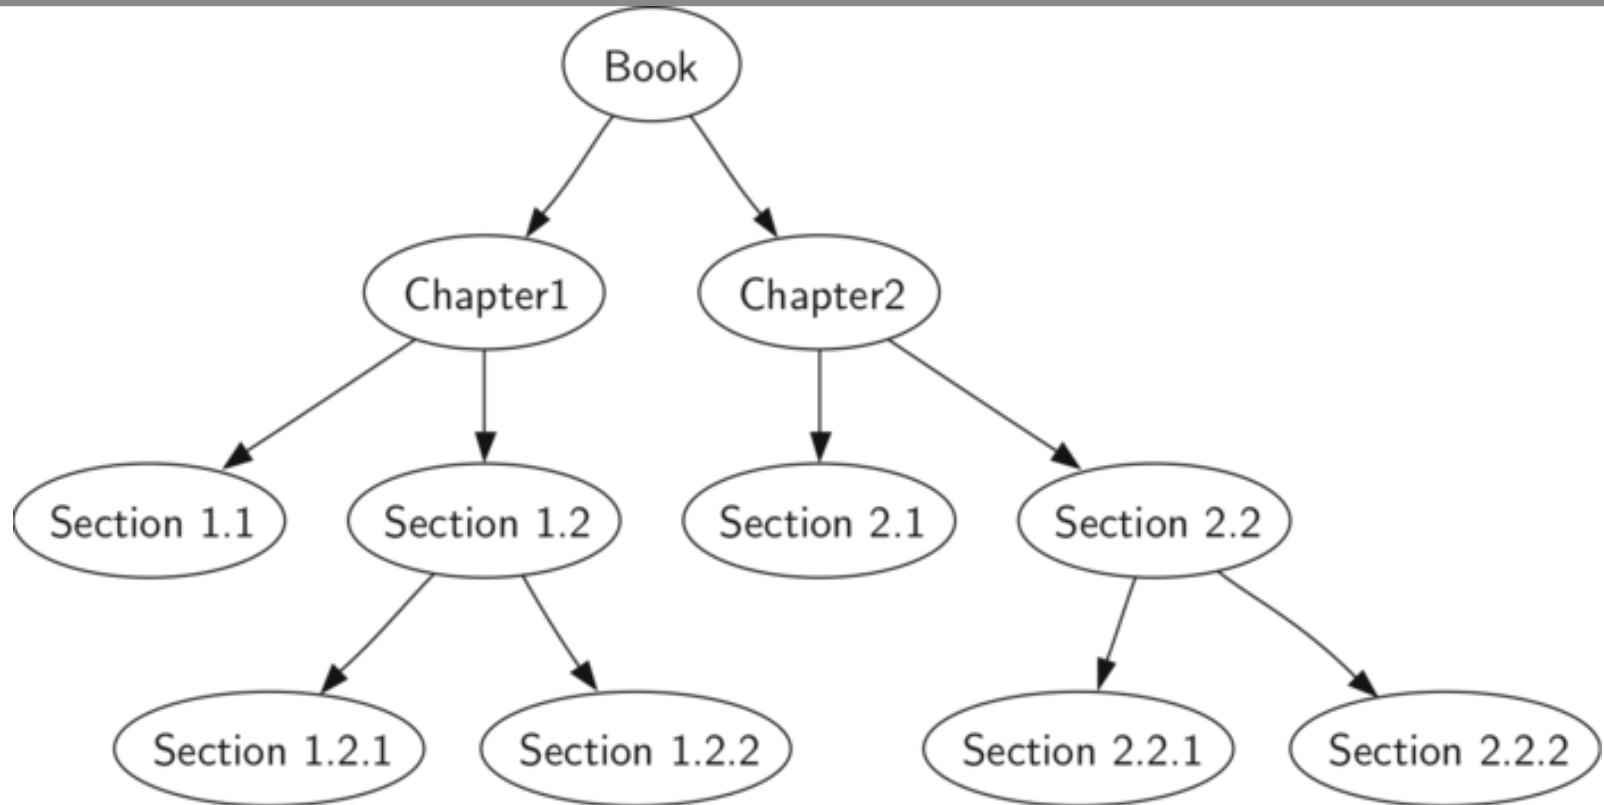 Book
Chapter1
Chapter2
Section 1.1
Section 1.2
Section 2.1
Section 2.2
Section 1.2.1
Section 1.2.2
Section 2.2.1
Section 2.2.2